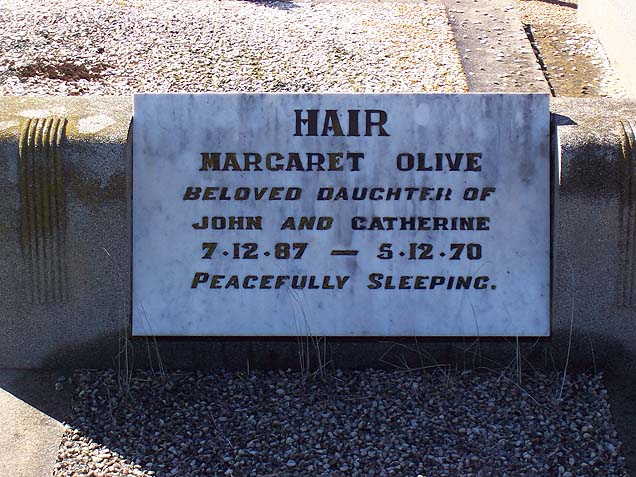 HAIR
MARGARET OLIVE
BELOVED DAUGHTER OF
JOHN AND CATHERINE
7·12·87 — 5·12·70
PEACEFULLY SLEEPING.